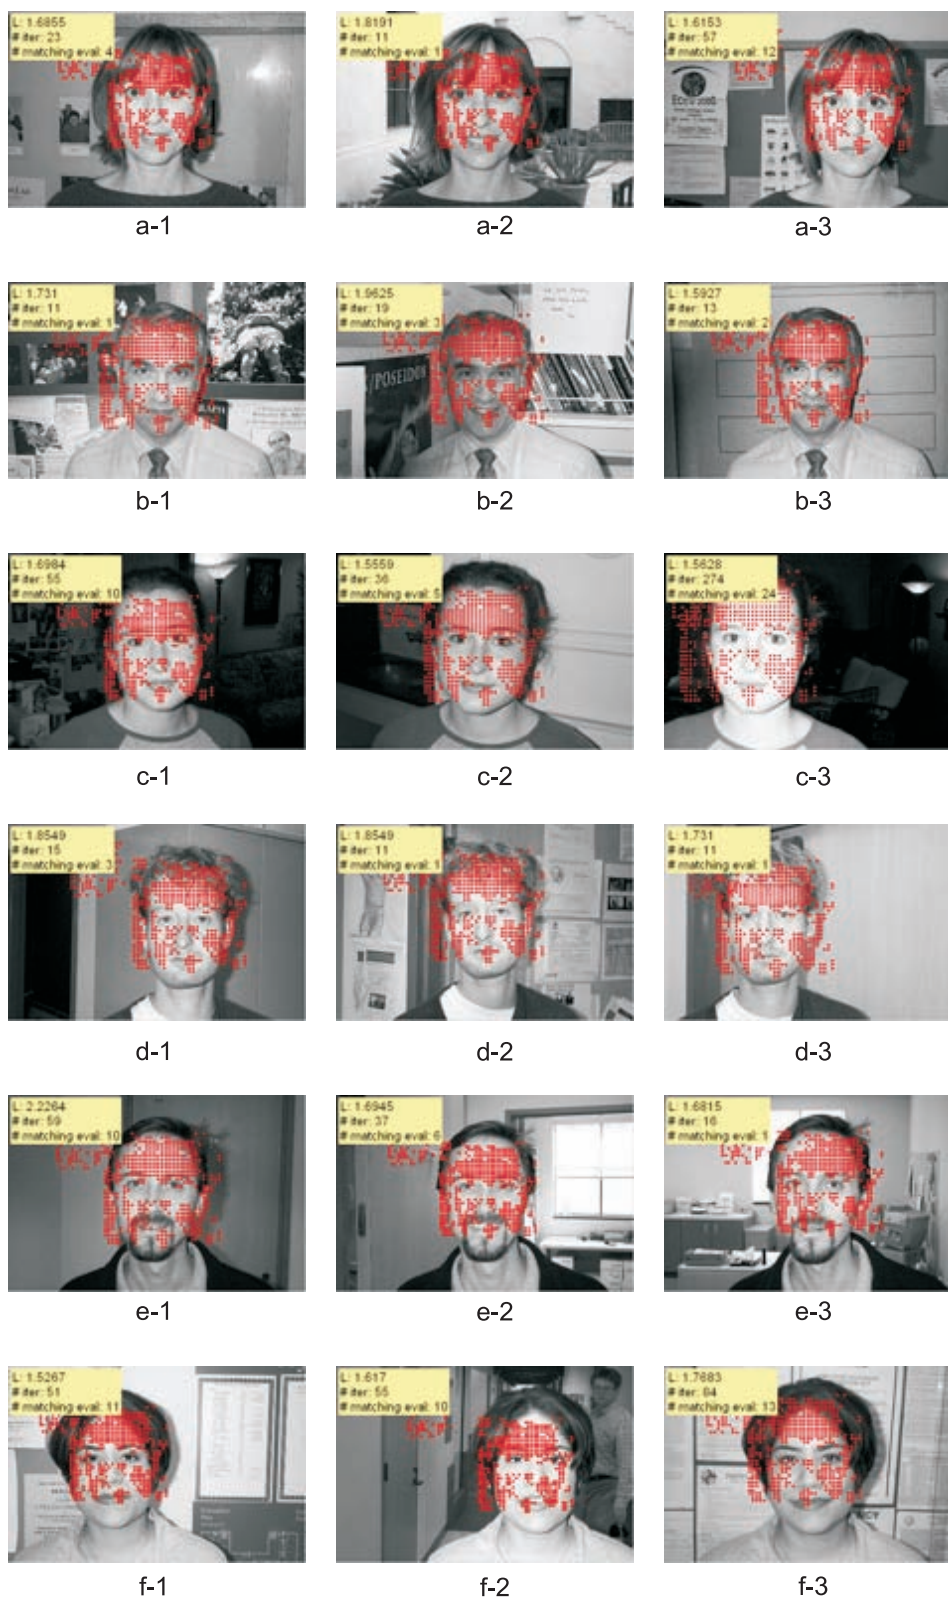 L: 1.6855
# iter: 23
# matching eval: 4
L: 1.8191
# iter: 11
# matching eval: 1
L: 1.6153
# iter: 57
# matching eval: 12
a-1
a-2
a-3
L: 1.731
# iter: 11
# matching eval: 1
L: 1.9625
# iter: 19
# matching eval: 3
L: 1.5927
# iter: 13
# matching eval: 2
/POSEIDON
b-1
b-2
b-3
L: 1.6984
# iter: 55
# matching eval: 10
L: 1.5559
# iter: 36
# matching eval: 5
L: 1.5628
# iter: 274
# matching eval: 24
c-1
c-2
c-3
L: 1.8549
# iter: 15
# matching eval: 3
L: 1.8549
# iter: 11
# matching eval: 1
L: 1.731
# iter: 11
# matching eval: 1
d-1
d-2
d-3
L: 2.2264
# iter: 59
# matching eval: 10
L: 1.6945
# iter: 37
# matching eval: 6
L: 1.6815
# iter: 16
# matching eval: 1
e-1
e-2
e-3
L: 1.5267
# iter: 51
# matching eval: 11
L: 1.617
# iter: 55
# matching eval: 10
L: 1.7683
# iter: 84
# matching eval: 13
f-1
f-2
f-3